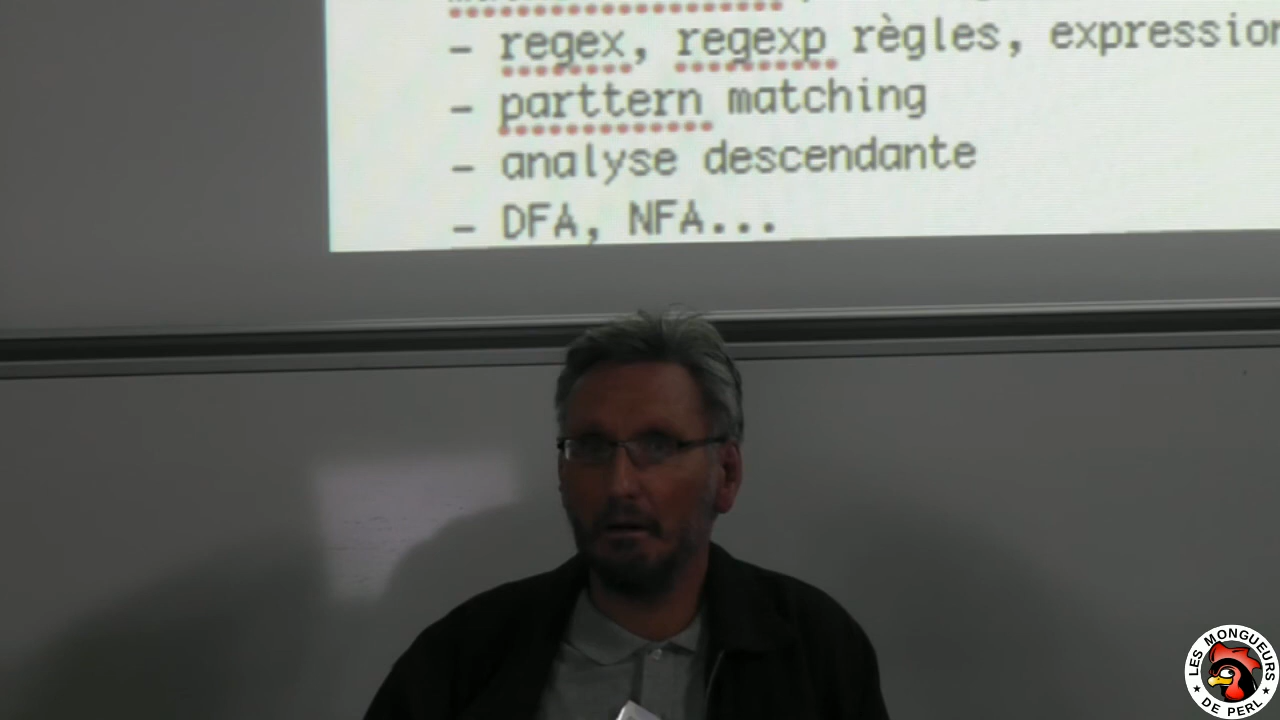 - regex, regexp règles, expression
- parttern matching
- analyse descendante
- DFA, NFA...
LES MONGUEURS
★ DE PERL ★